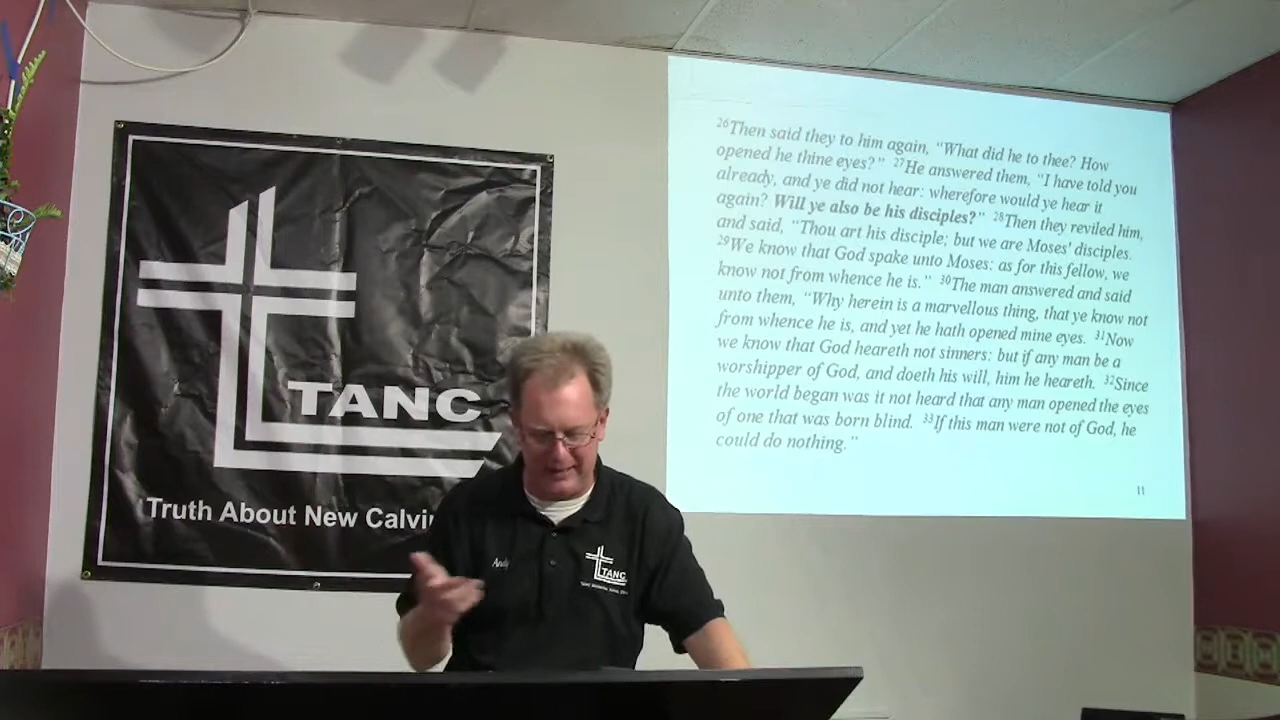 26Then said they to him again, "What did he to thee? How
opened he thine eyes?" 27He answered them, "I have told you
already, and ye did not hear: wherefore would ye hear it
again? Will ye also be his disciples?" 28Then they reviled him,
and said, "Thou art his disciple; but we are Moses' disciples.
29We know that God spake unto Moses: as for this fellow, we
know not from whence he is." 30The man answered and said
unto them, "Why herein is a marvellous thing, that ye know not
from whence he is, and yet he hath opened mine eyes. 31Now
we know that God heareth not sinners: but if any man be a
worshipper of God, and doeth his will, him he heareth. 32Since
the world began was it not heard that any man opened the eyes
of one that was born blind. 33If this man were not of God, he
could do nothing."
11
TANC
Truth About New Calvi
Andy
TANC